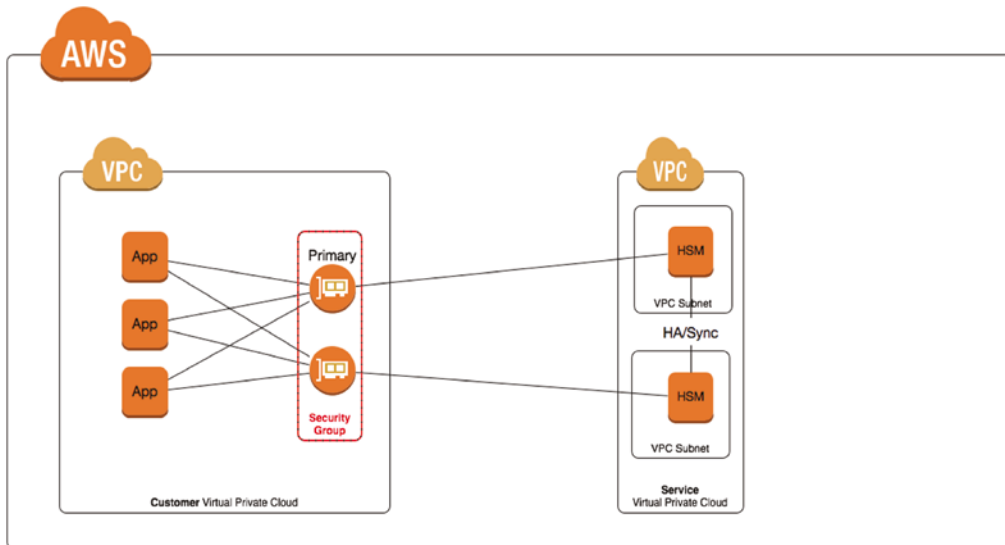 AWS
VPC
VPC
App
App
App
Primary
Security
Group
Customer Virtual Private Cloud
HSM
VPC Subnet
HA/Sync
HSM
VPC Subnet
Service
Virtual Private Cloud